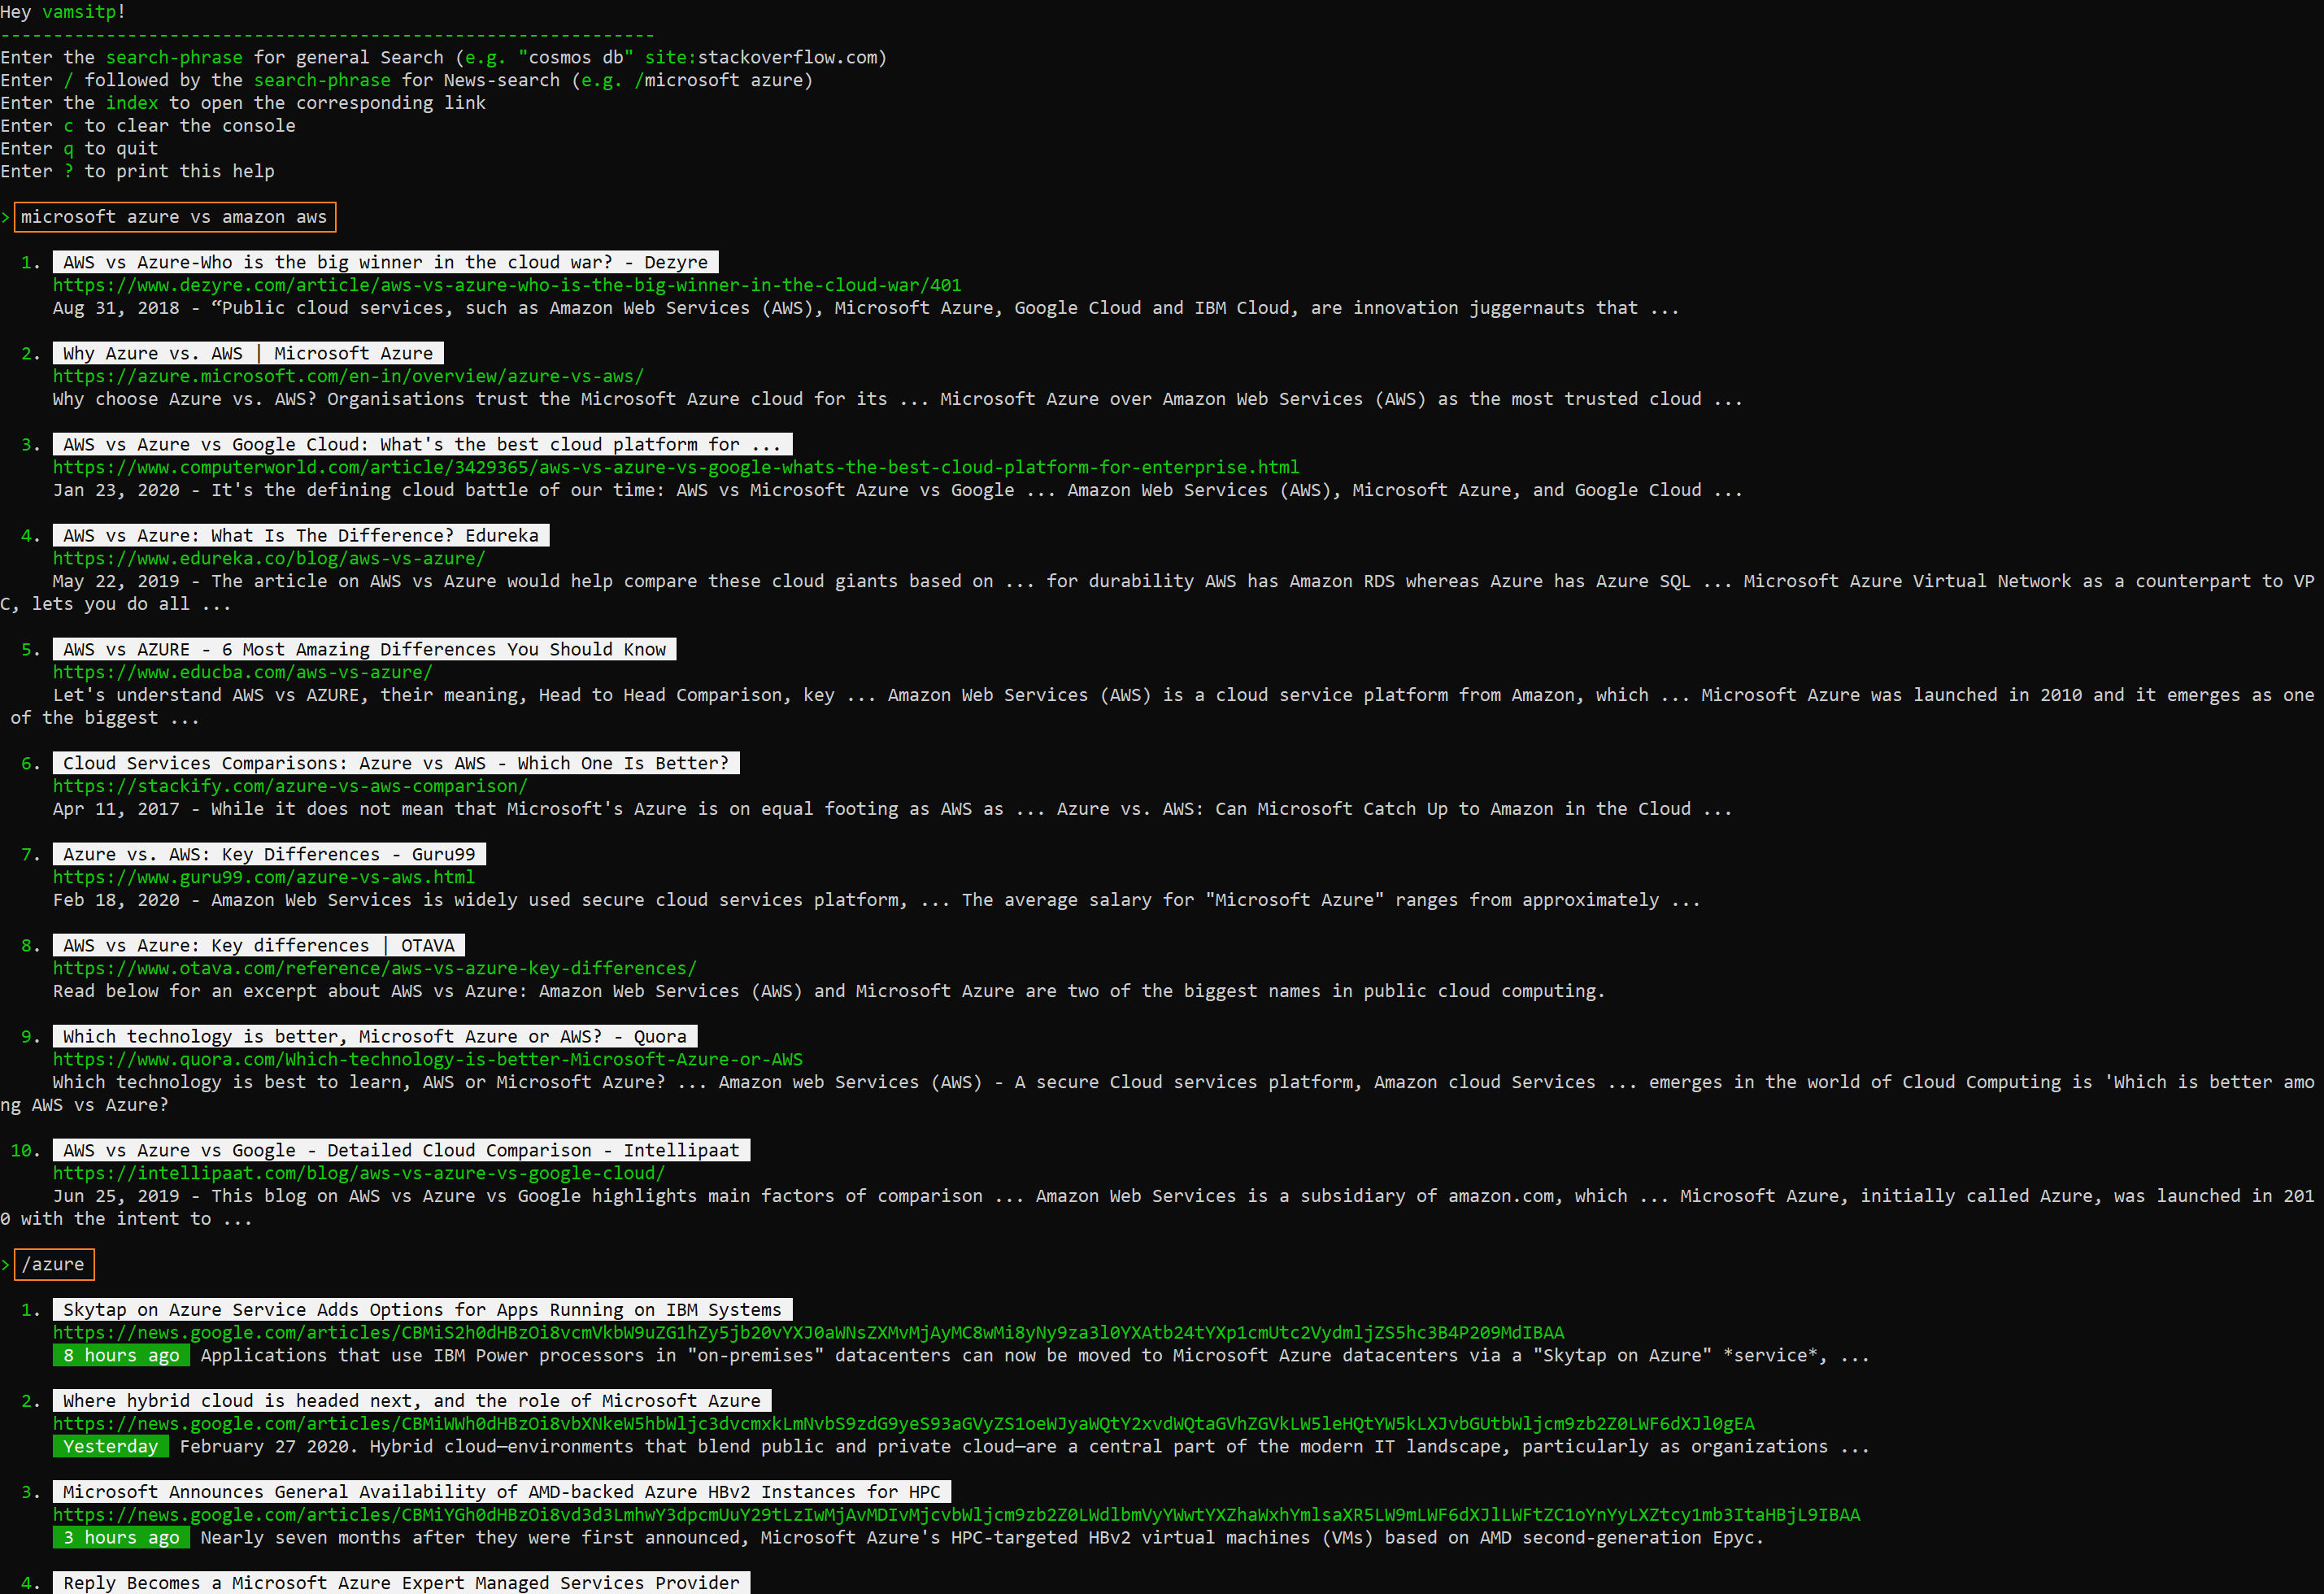 Hey vamsitp!
--------------------------------------------------------------
Enter the search-phrase for general Search (e.g. "cosmos db" site:stackoverflow.com)
Enter / followed by the search-phrase for News-search (e.g. /microsoft azure)
Enter the index to open the corresponding link
Enter c to clear the console
Enter q to quit
Enter ? to print this help
> microsoft azure vs amazon aws
1. AWS vs Azure-Who is the big winner in the cloud war? - Dezyre
https://www.dezyre.com/article/aws-vs-azure-who-is-the-big-winner-in-the-cloud-war/401
Aug 31, 2018 - “Public cloud services, such as Amazon Web Services (AWS), Microsoft Azure, Google Cloud and IBM Cloud, are innovation juggernauts that ...
2. Why Azure vs. AWS | Microsoft Azure
https://azure.microsoft.com/en-in/overview/azure-vs-aws/
Why choose Azure vs. AWS? Organisations trust the Microsoft Azure cloud for its ... Microsoft Azure over Amazon Web Services (AWS) as the most trusted cloud ...
3. AWS vs Azure vs Google Cloud: What's the best cloud platform for ...
https://www.computerworld.com/article/3429365/aws-vs-azure-vs-google-whats-the-best-cloud-platform-for-enterprise.html
Jan 23, 2020 - It's the defining cloud battle of our time: AWS vs Microsoft Azure vs Google ... Amazon Web Services (AWS), Microsoft Azure, and Google Cloud ...
4. AWS vs Azure: What Is The Difference? Edureka
https://www.edureka.co/blog/aws-vs-azure/
May 22, 2019 - The article on AWS vs Azure would help compare these cloud giants based on ... for durability AWS has Amazon RDS whereas Azure has Azure SQL ... Microsoft Azure Virtual Network as a counterpart to VP
C, lets you do all ...
5. AWS vs AZURE - 6 Most Amazing Differences You Should Know
https://www.educba.com/aws-vs-azure/
Let's understand AWS vs AZURE, their meaning, Head to Head Comparison, key ... Amazon Web Services (AWS) is a cloud service platform from Amazon, which ... Microsoft Azure was launched in 2010 and it emerges as one
of the biggest ...
6. Cloud Services Comparisons: Azure vs AWS - Which One Is Better?
https://stackify.com/azure-vs-aws-comparison/
Apr 11, 2017 - While it does not mean that Microsoft's Azure is on equal footing as AWS as ... Azure vs. AWS: Can Microsoft Catch Up to Amazon in the Cloud ...
7. Azure vs. AWS: Key Differences - Guru99
https://www.guru99.com/azure-vs-aws.html
Feb 18, 2020 - Amazon Web Services is widely used secure cloud services platform, ... The average salary for "Microsoft Azure" ranges from approximately ...
8. AWS vs Azure: Key differences | OTAVA
https://www.otava.com/reference/aws-vs-azure-key-differences/
Read below for an excerpt about AWS vs Azure: Amazon Web Services (AWS) and Microsoft Azure are two of the biggest names in public cloud computing.
9. Which technology is better, Microsoft Azure or AWS? - Quora
https://www.quora.com/Which-technology-is-better-Microsoft-Azure-or-AWS
Which technology is best to learn, AWS or Microsoft Azure? ... Amazon web Services (AWS) - A secure Cloud services platform, Amazon cloud Services ... emerges in the world of Cloud Computing is 'Which is better amo
ng AWS vs Azure?
10. AWS vs Azure vs Google - Detailed Cloud Comparison - Intellipaat
https://intellipaat.com/blog/aws-vs-azure-vs-google-cloud/
Jun 25, 2019 - This blog on AWS vs Azure vs Google highlights main factors of comparison ... Amazon Web Services is a subsidiary of amazon.com, which ... Microsoft Azure, initially called Azure, was launched in 201
0 with the intent to ...
> /azure
1. Skytap on Azure Service Adds Options for Apps Running on IBM Systems
https://news.google.com/articles/CBMiS2h0dHBzOi8vcmVkbW9uZG1hZy5jb20vYXJ0aWNsZXMvMjAyMC8wMi8yNy9za3l0YXAtb24tYXp1cmUtc2VydmljZS5hc3B4P209MdIBAA
8 hours ago Applications that use IBM Power processors in "on-premises" datacenters can now be moved to Microsoft Azure datacenters via a "Skytap on Azure" *service*, ...
2. Where hybrid cloud is headed next, and the role of Microsoft Azure
https://news.google.com/articles/CBMiWWh0dHBzOi8vbXNkeW5hbWljc3dvcmxkLmNvbS9zdG9yeS93aGVyZS1oeWJyaWQtY2xvdWQtaGVhZGVkLW5leHQtYW5kLXJvbGUtbWljcm9zb2Z0LWF6dXJl0gEA
Yesterday February 27 2020. Hybrid cloud—environments that blend public and private cloud—are a central part of the modern IT landscape, particularly as organizations ...
3. Microsoft Announces General Availability of AMD-backed Azure HBv2 Instances for HPC
https://news.google.com/articles/CBMiYGh0dHBzOi8vd3d3LmhwY3dpcmUuY29tLzIwMjAvMDIvMjcvbWljcm9zb2Z0LWdlbmVyYWwtYXZhaWxhYmlsaXR5LW9mLWF6dXJlLWFtZC1oYnYyLXZtcy1mb3ItaHBjL9IBAA
3 hours ago Nearly seven months after they were first announced, Microsoft Azure's HPC-targeted HBv2 virtual machines (VMs) based on AMD second-generation Epyc.
4. Reply Becomes a Microsoft Azure Expert Managed Services Provider